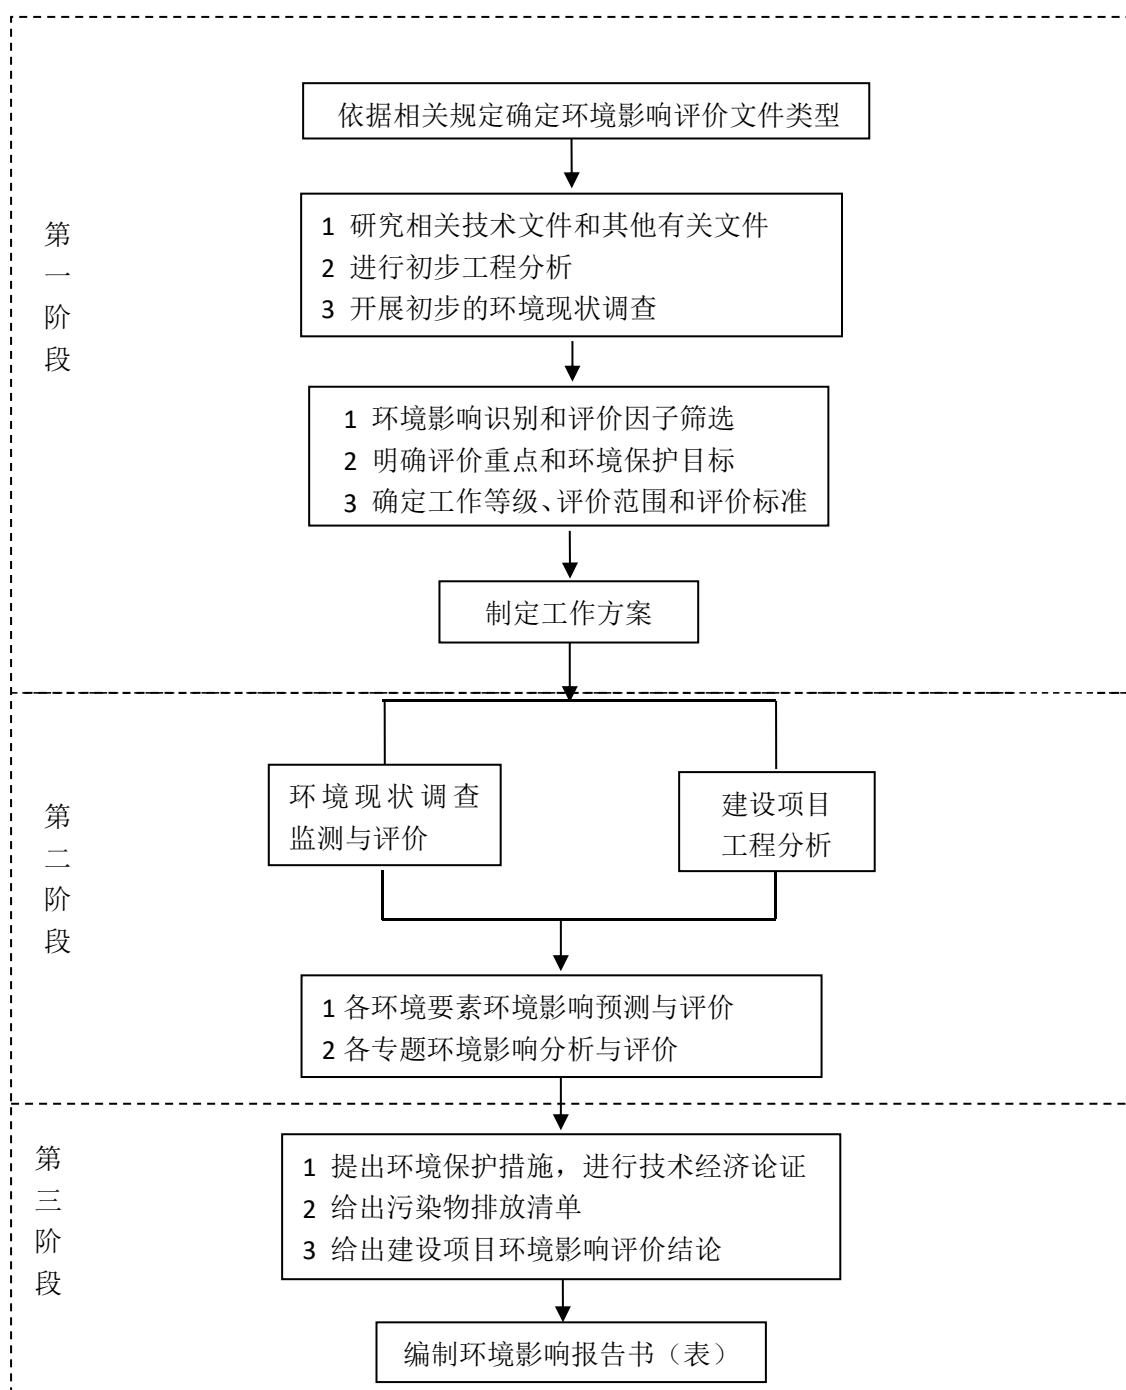 依据相关规定确定环境影响评价文件类型
第一阶段
1 研究相关技术文件和其他有关文件
2 进行初步工程分析
3 开展初步的环境现状调查
1 环境影响识别和评价因子筛选
2 明确评价重点和环境保护目标
3 确定工作等级、评价范围和评价标准
制定工作方案
第二阶段
环境现状调查
监测与评价
建设项目
工程分析
1 各环境要素环境影响预测与评价
2 各专题环境影响分析与评价
第三阶段
1 提出环境保护措施，进行技术经济论证
2 给出污染物排放清单
3 给出建设项目环境影响评价结论
编制环境影响报告书（表）